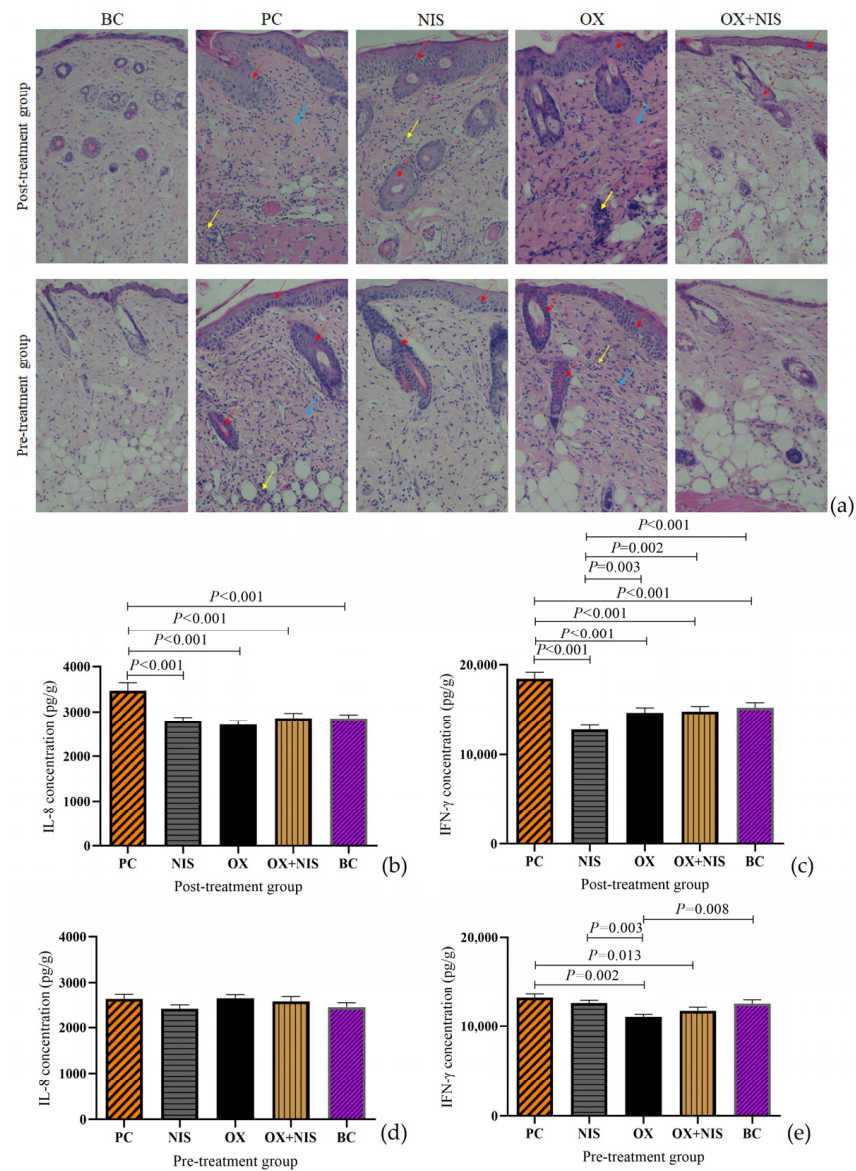 BC PC NIS OX OX+NIS
Post-treatment group
Pre-treatment group
(a)
P<0.001
P<0.001
P<0.001
P<0.001
IL-8 concentration (pg/g)
4000
3000
2000
1000
0
PC NIS OX OX+NIS BC
Post-treatment group
(b)
P<0.001
P=0.002
P=0.003
P<0.001
P<0.001
P<0.001
P<0.001
IFN-γ concentration (pg/g)
20,000
10,000
0
PC NIS OX OX+NIS BC
Post-treatment group
(c)
IL-8 concentration (pg/g)
4000
3000
2000
1000
0
PC NIS OX OX+NIS BC
Pre-treatment group
(d)
P=0.008
P=0.003
P=0.013
P=0.002
IFN-γ concentration (pg/g)
20,000
10,000
0
PC NIS OX OX+NIS BC
Pre-treatment group
(e)